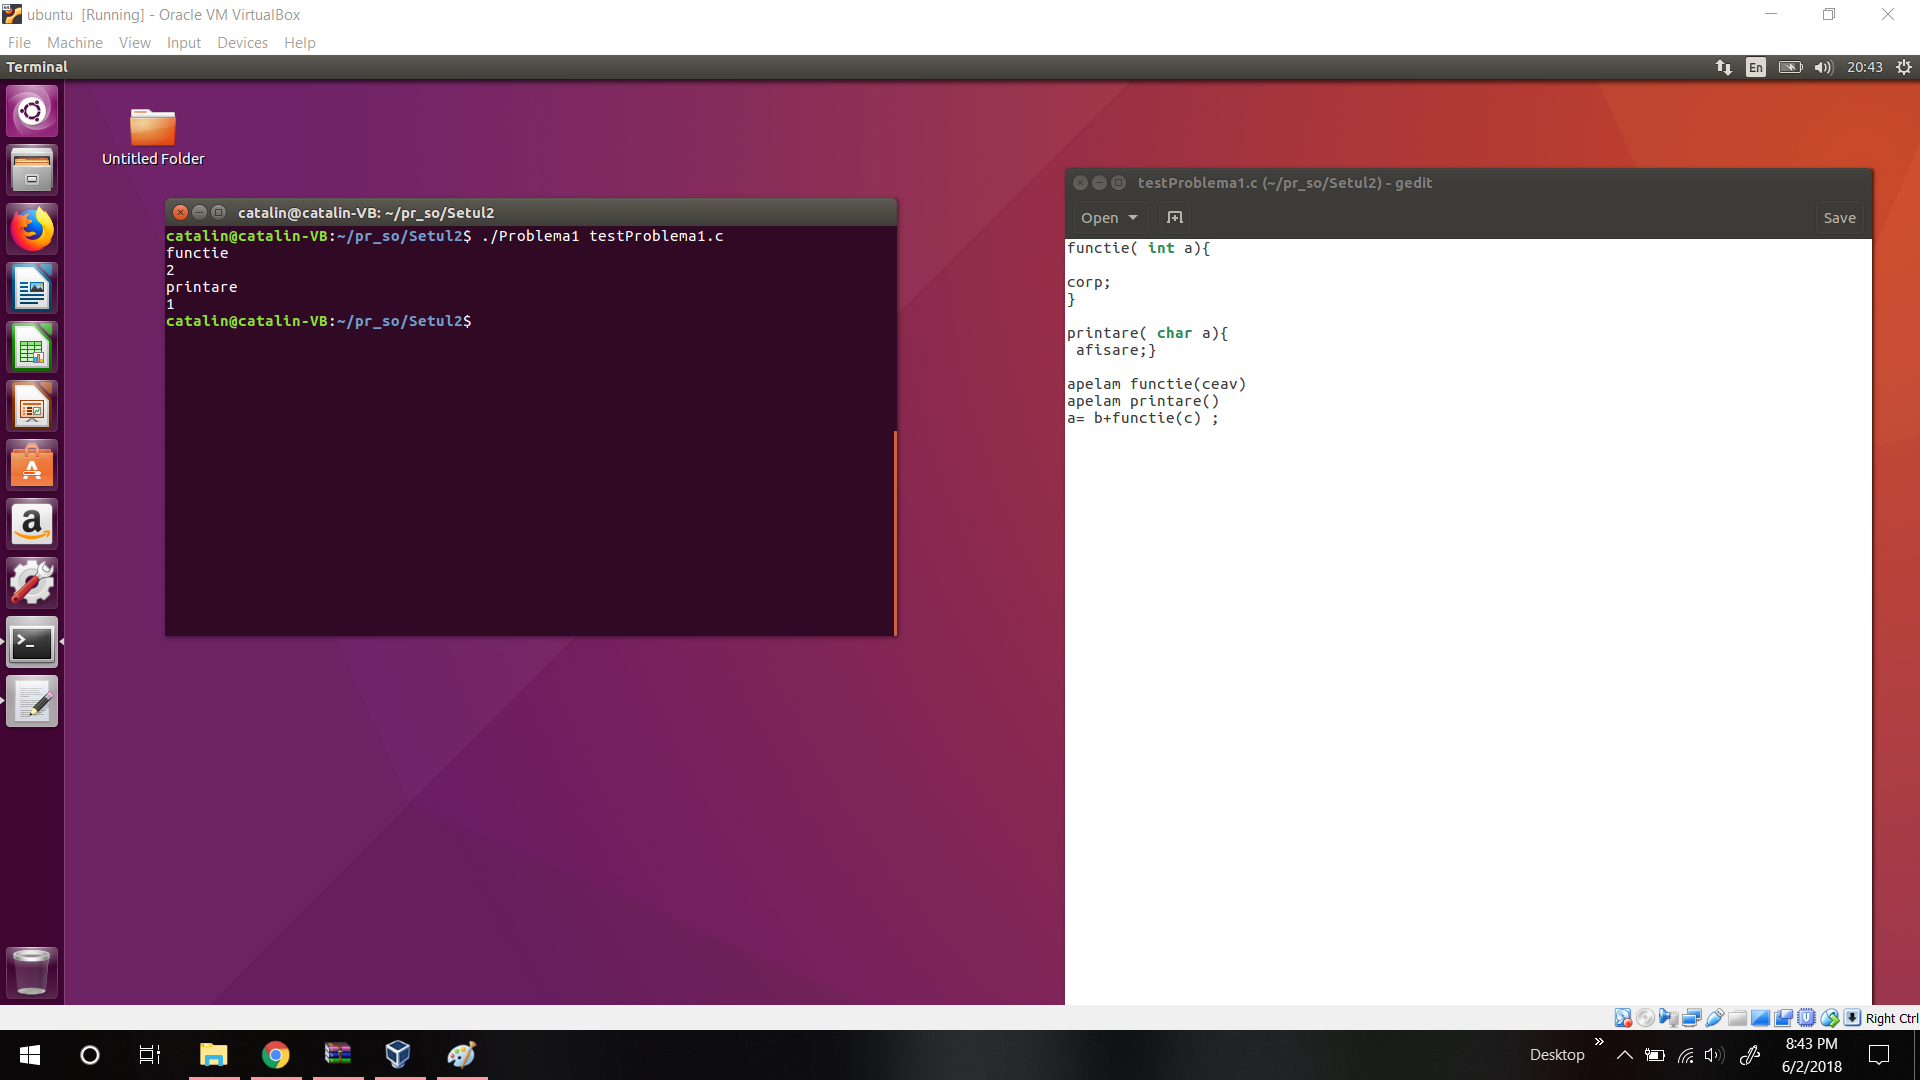 ubuntu [Running] - Oracle VM VirtualBox
File Machine View Input Devices Help
Terminal
En
20:43
Untitled Folder
catalin@catalin-VB: ~/pr_so/Setul2
catalin@catalin-VB:~/pr_so/Setul2$ ./Problema1 testProblema1.c
functie
2
printare
1
catalin@catalin-VB:~/pr_so/Setul2$
testProblema1.c (~/pr_so/Setul2) - gedit
Open
Save
functie( int a){
corp;
}
printare( char a){
afisare;}
apelam functie(ceav)
apelam printare()
a= b+functie(c) ;
Right Ctrl
Desktop
8:43 PM
6/2/2018